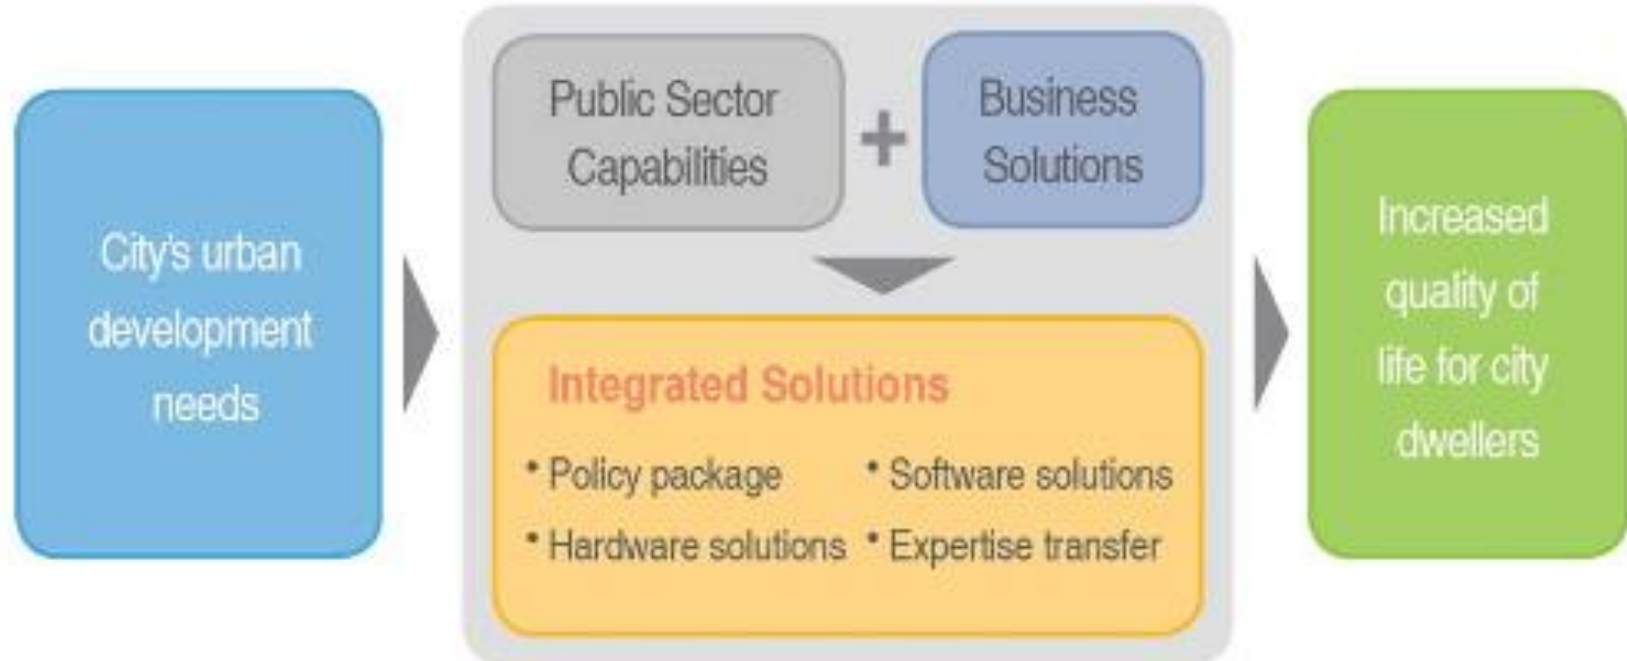 City's urban
development
needs
Public Sector
Capabilities
+
Business
Solutions
Integrated Solutions
• Policy package
• Hardware solutions
• Software solutions
• Expertise transfer
Increased
quality of
life for city
dwellers